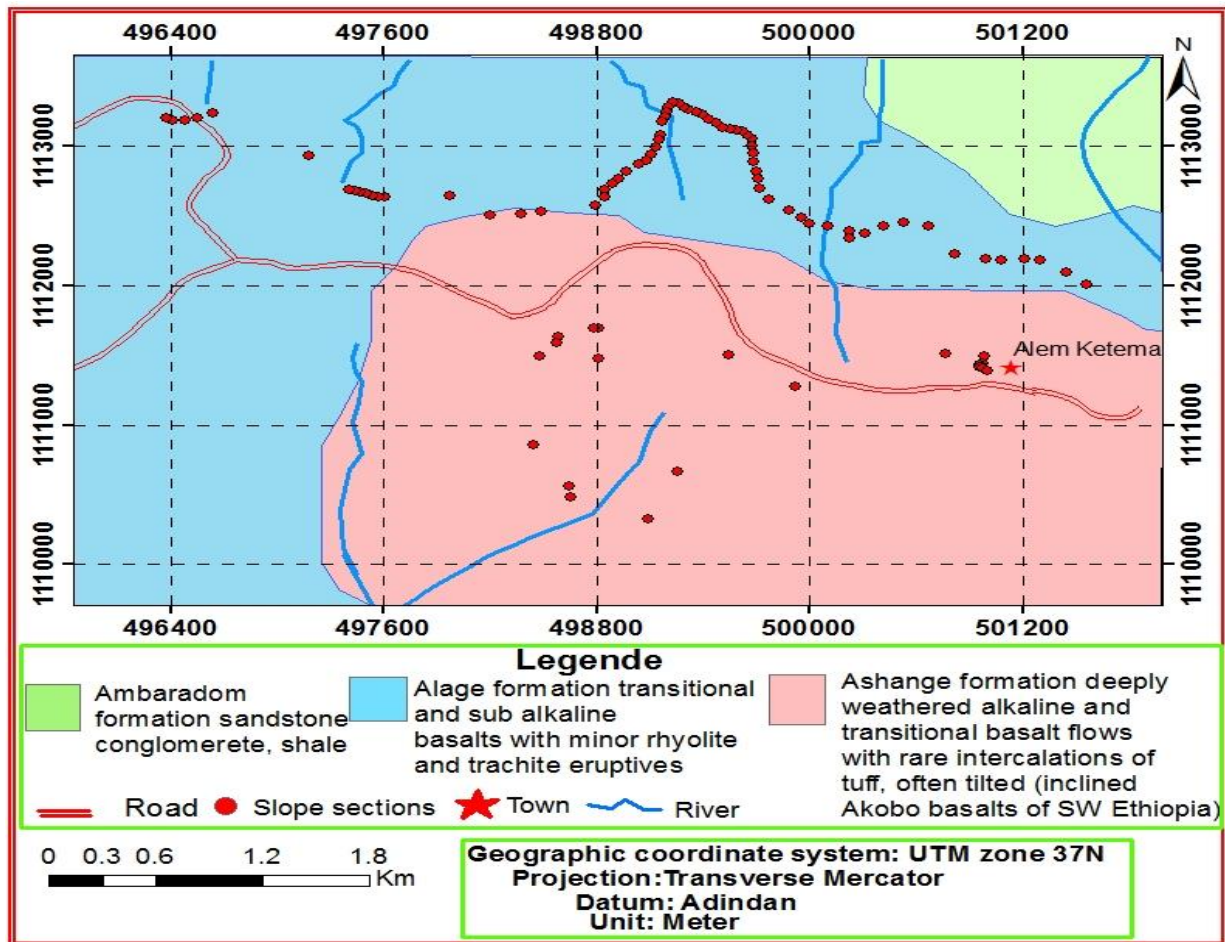 496400 497600 498800 500000 501200
N
1113000 1113000
Alem Ketema
1112000 1112000
1111000 1111000
1110000 1110000
496400 497600 498800 500000 501200
Legende
Ambaradom
formation sandstone
conglomerete, shale
Alage formation transitional
and sub alkaline
basalts with minor rhyolite
and trachite eruptives
Ashange formation deeply
weathered alkaline and
transitional basalt flows
with rare intercalations of
tuff, often tilted (inclined
Akobo basalts of SW Ethiopia)
Road Slope sections Town River
0 0.3 0.6 1.2 1.8
Km
Geographic coordinate system: UTM zone 37N
Projection:Transverse Mercator
Datum: Adindan
Unit: Meter